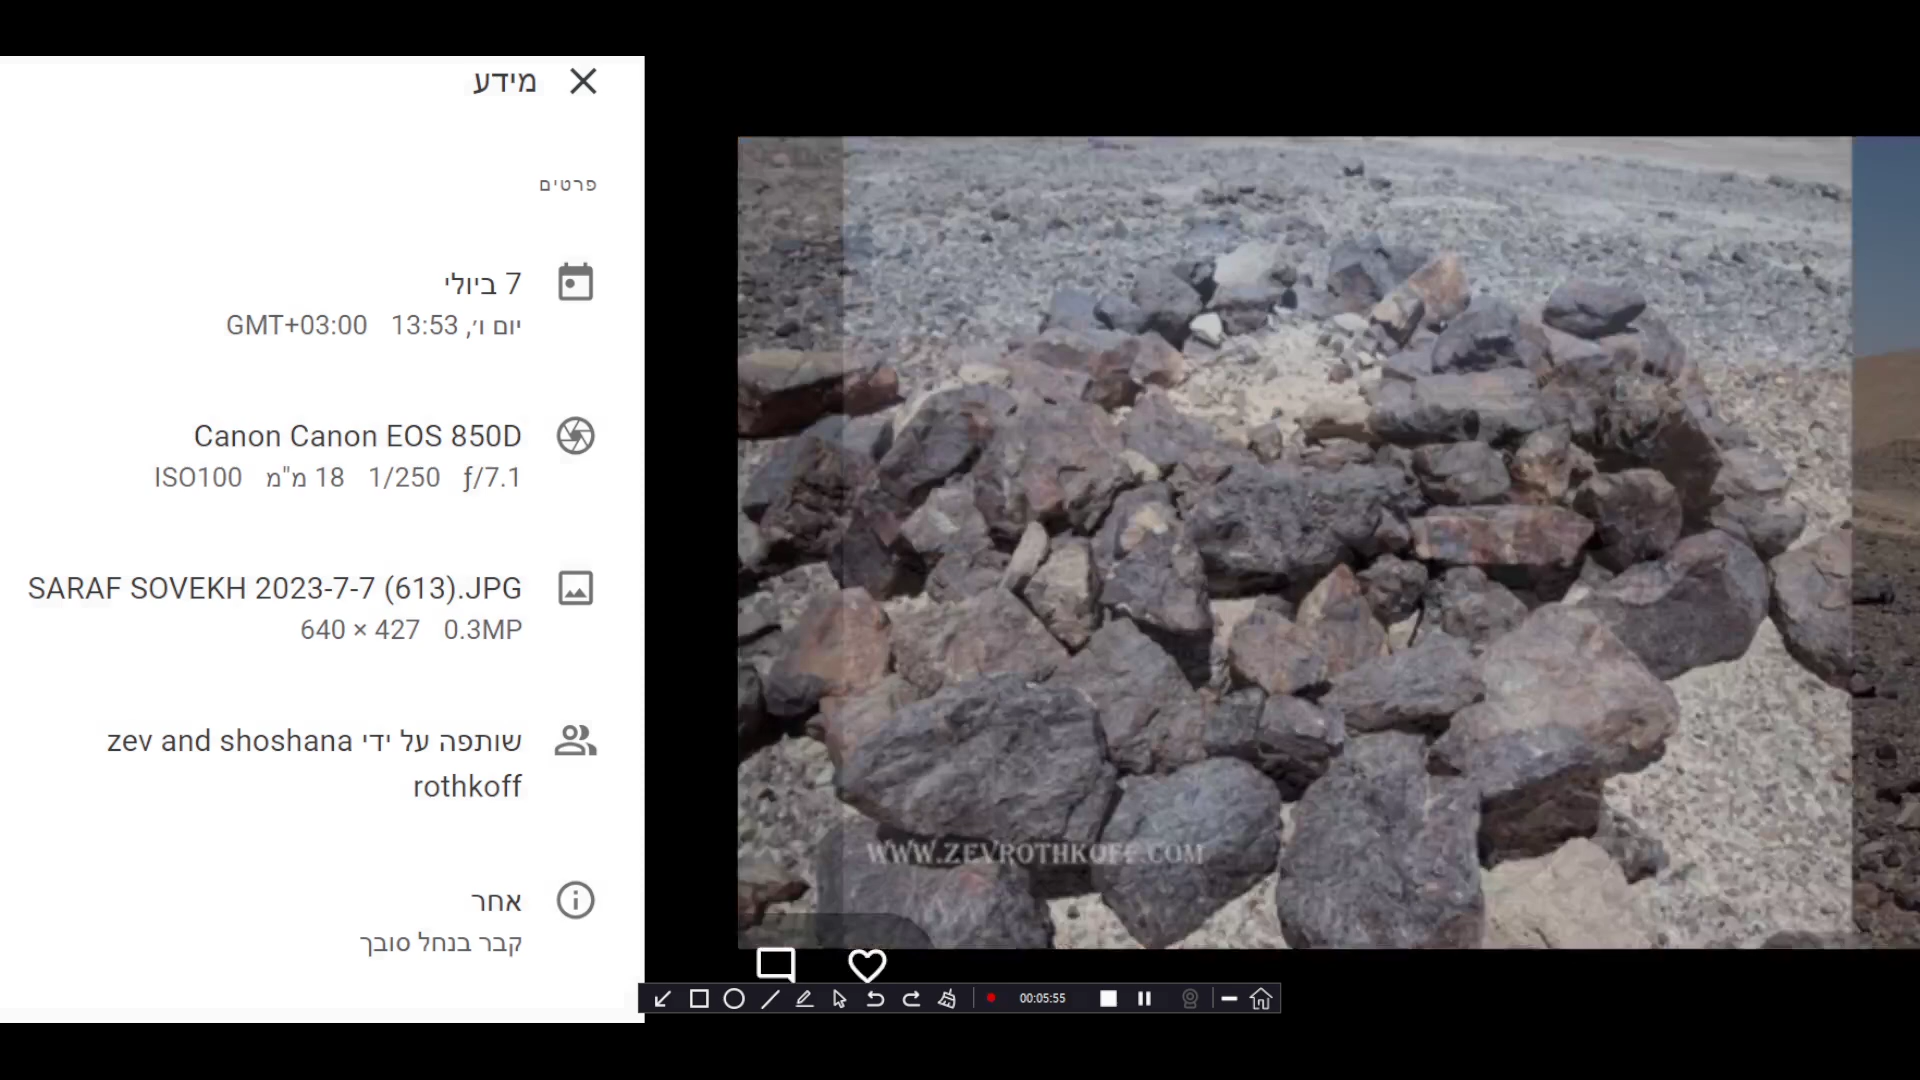 מידע
פרטים
7 ביולי
יום ו׳, 13:53 GMT+03:00
Canon Canon EOS 850D
ƒ/7.1 1/250 18 מ"מ ISO100
SARAF SOVEKH 2023-7-7 (613).JPG
0.3MP 640 × 427
שותפה על ידי zev and shoshana
rothkoff
אחר
קבר בנחל סובך
WWW.ZEVROTHKOFF.COM
00:05:55